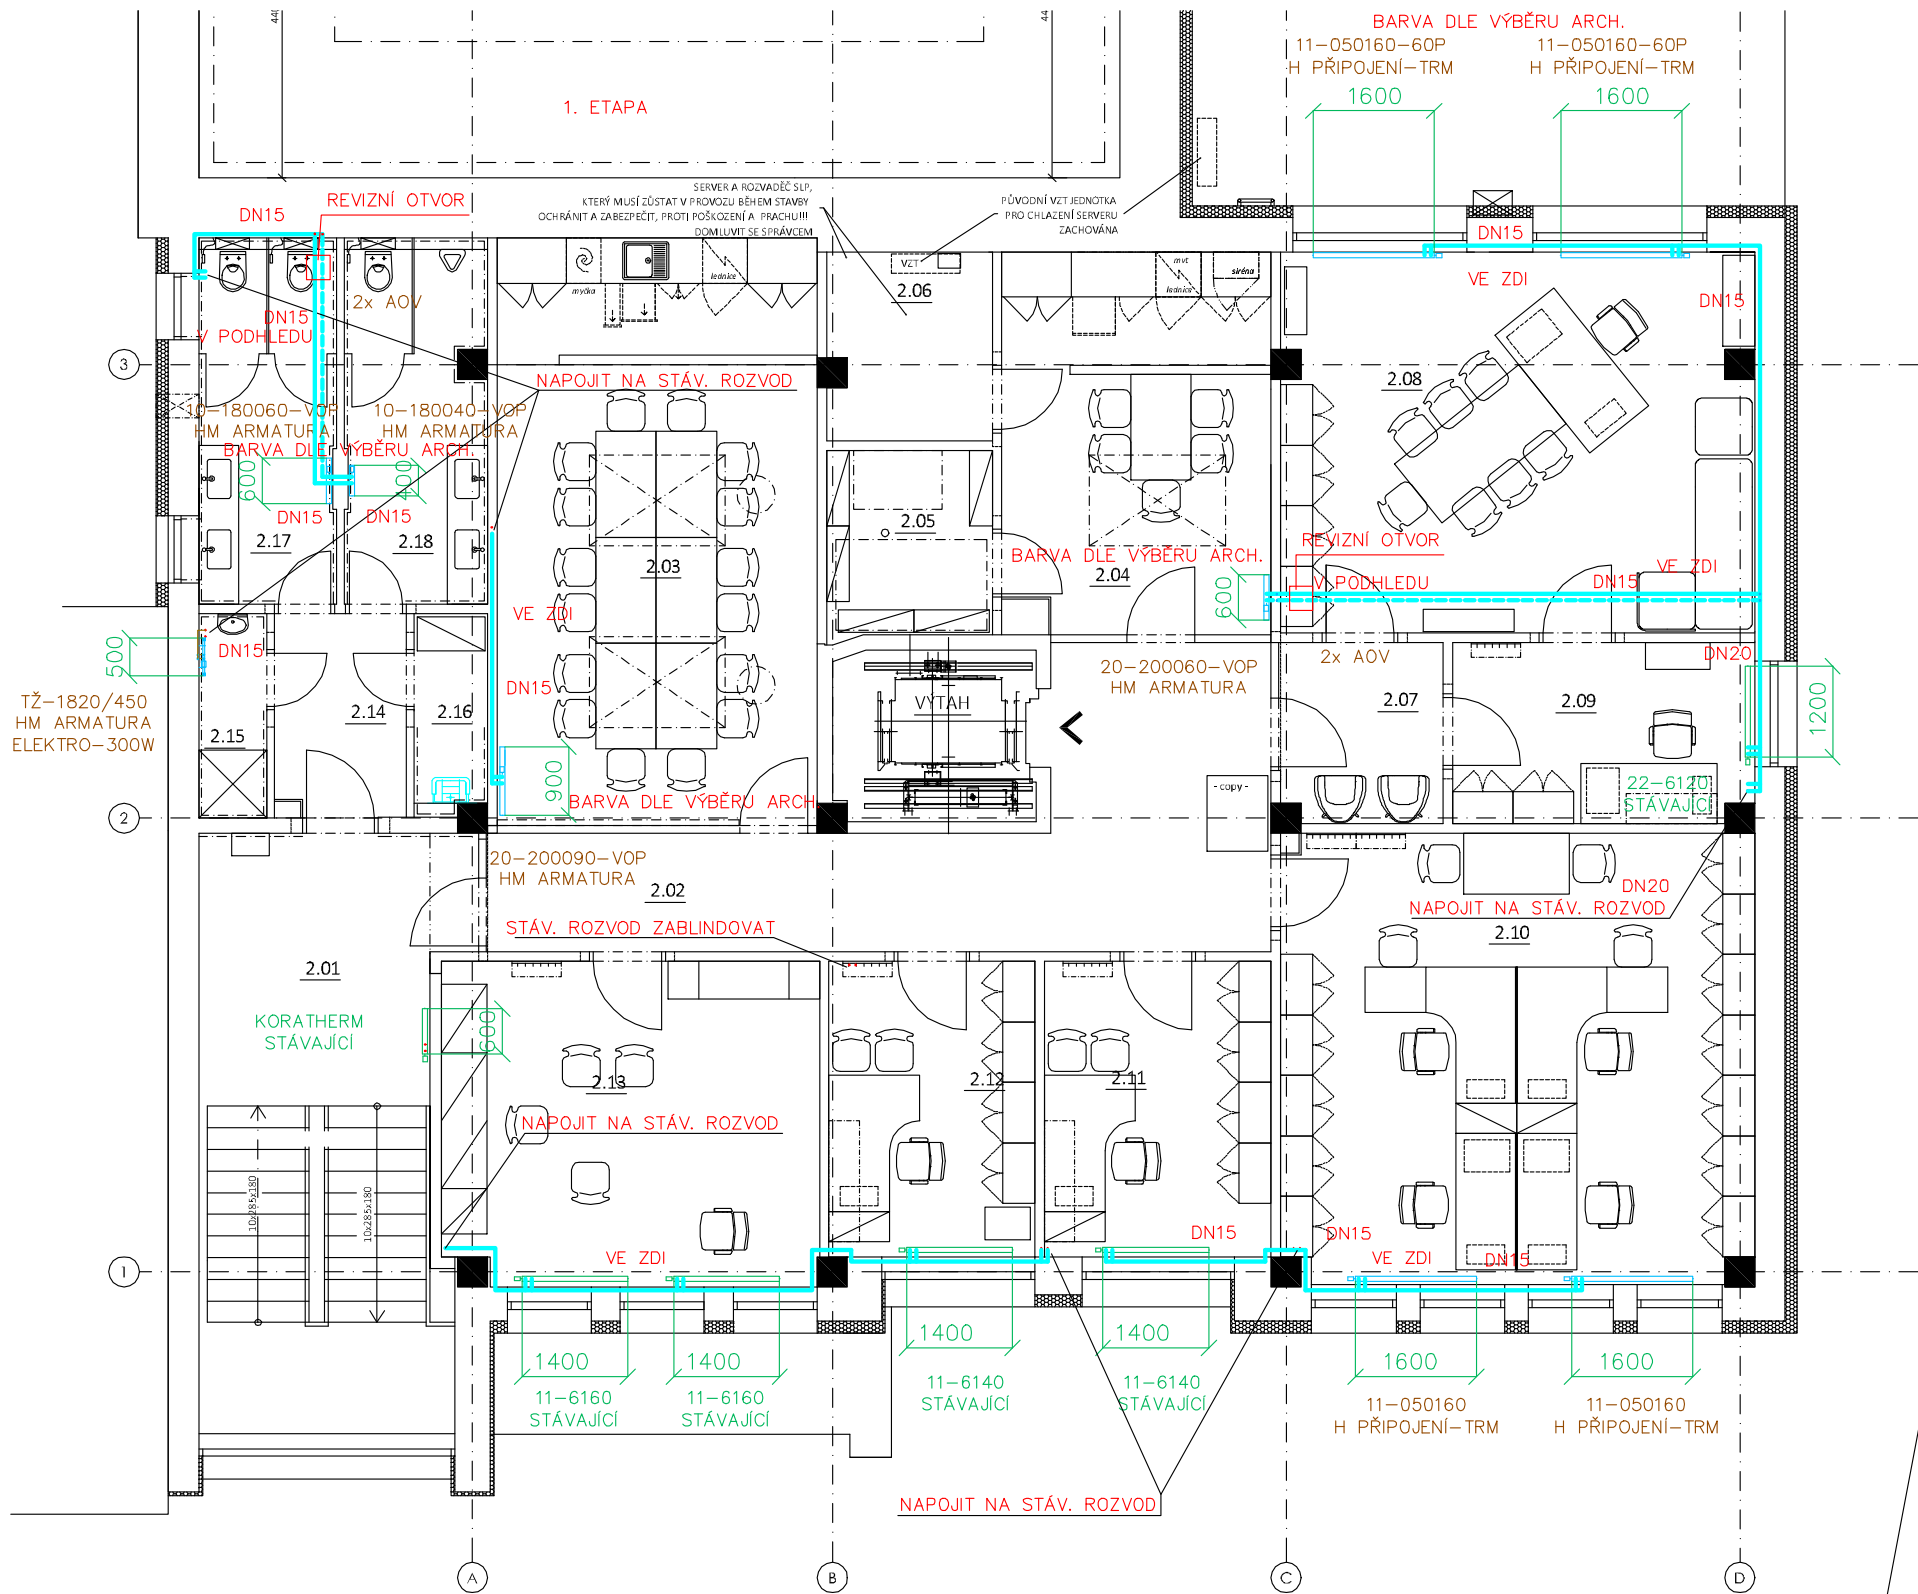 BARVA DLE VÝBĚRU ARCH.
11-050160-60P
H PŘIPOJENÍ-TRM
11-050160-60P
H PŘIPOJENÍ-TRM
1600
1600
1. ETAPA
REVIZNÍ OTVOR
DN15
SERVER A ROZVADĚČ SLP,
KTERÝ MUSÍ ZŮSTAT V PROVOZU BĚHEM STAVBY
OCHRÁNIT A ZABEZPEČIT, PROTI POŠKOZENÍ A PRACHU!!!
DOMLUVIT SE SPRÁVCEM
PŮVODNÍ VZT JEDNOTKA
PRO CHLAZENÍ SERVERU
ZACHOVÁNA
DN15
VE ZDI
DN15
VZT
2.06
myčka
lednice
mvt
lednice
siréna
2x AOV
DN15
V PODHLEDU
3
NAPOJIT NA STÁV. ROZVOD
2.08
10-180060-VOP
HM ARMATURA
10-180040-VOP
HM ARMATURA
BARVA DLE VÝBĚRU ARCH.
600
400
DN15
DN15
2.17
2.18
2.03
2.05
BARVA DLE VÝBĚRU ARCH.
2.04
600
REVIZNÍ OTVOR
V PODHLEDU
DN15
VE ZDI
VE ZDI
500
DN15
TŽ-1820/450
HM ARMATURA
ELEKTRO-300W
2.15
2.14
2.16
DN15
900
BARVA DLE VÝBĚRU ARCH.
VÝTAH
20-200060-VOP
HM ARMATURA
2x AOV
2.07
2.09
DN20
1200
22-6120
STÁVAJÍC
- copy -
2
20-200090-VOP
HM ARMATURA
2.02
STÁV. ROZVOD ZABLINDOVAT
DN20
NAPOJIT NA STÁV. ROZVOD
2.10
2.01
KORATHERM
STÁVAJÍCÍ
600
2.13
2.12
2.11
NAPOJIT NA STÁV. ROZVOD
10x285x180
10x285x180
1
VE ZDI
DN15
DN15
VE ZDI
DN15
1400
1400
1400
1400
1600
1600
11-6160
STÁVAJÍCÍ
11-6160
STÁVAJÍCÍ
11-6140
STÁVAJÍCÍ
11-6140
STÁVAJÍCÍ
11-050160
H PŘIPOJENÍ-TRM
11-050160
H PŘIPOJENÍ-TRM
NAPOJIT NA STÁV. ROZVOD
A
B
C
D